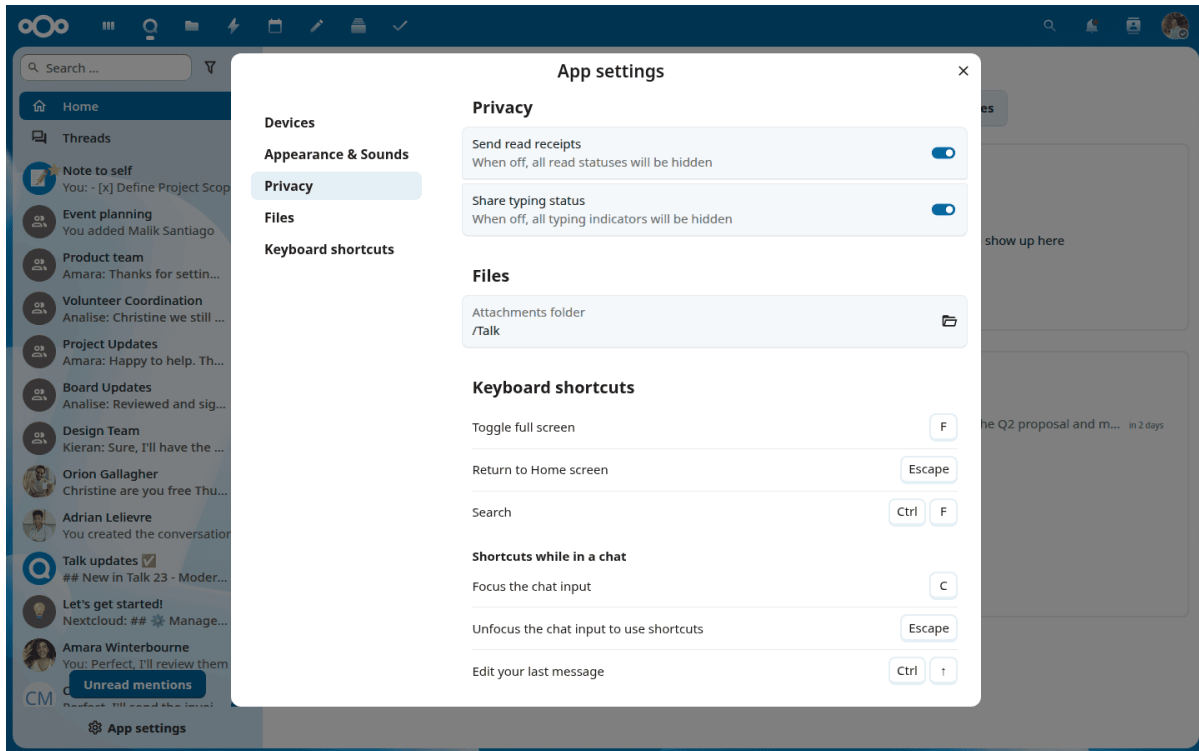 Search ...
Home
Threads
Note to self
You: - [x] Define Project Scop
Event planning
You added Malik Santiago
Product team
Amara: Thanks for settin...
Volunteer Coordination
Analise: Christine we still ...
Project Updates
Amara: Happy to help. Th...
Board Updates
Analise: Reviewed and sig...
Design Team
Kieran: Sure, I'll have the ...
Orion Gallagher
Christine are you free Thu...
Adrian Lelievre
You created the conversation
Talk updates ✅
## New in Talk 23 - Moder...
Let's get started!
Nextcloud: ## ⚙️ Manage...
Amara Winterbourne
You: Perfect, I'll review them
CM
Unread mentions
Perfect, I'll send the invoi
App settings
App settings
Devices
Appearance & Sounds
Privacy
Files
Keyboard shortcuts
Privacy
Send read receipts
When off, all read statuses will be hidden
Share typing status
When off, all typing indicators will be hidden
Files
Attachments folder
/Talk
Keyboard shortcuts
Toggle full screen F
Return to Home screen Escape
Search Ctrl F
Shortcuts while in a chat
Focus the chat input C
Unfocus the chat input to use shortcuts Escape
Edit your last message Ctrl ↑
es
show up here
he Q2 proposal and m... in 2 days